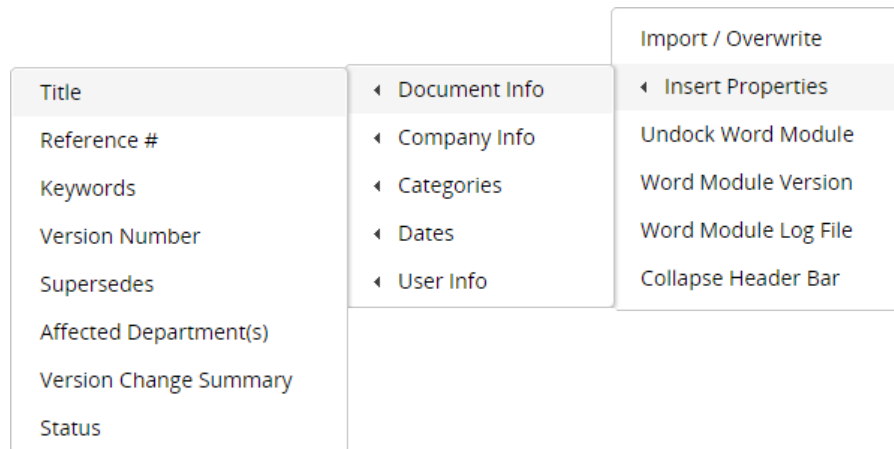 Title
Reference #
Keywords
Version Number
Supersedes
Affected Department(s)
Version Change Summary
Status
Document Info
Company Info
Categories
Dates
User Info
Import / Overwrite
Insert Properties
Undock Word Module
Word Module Version
Word Module Log File
Collapse Header Bar